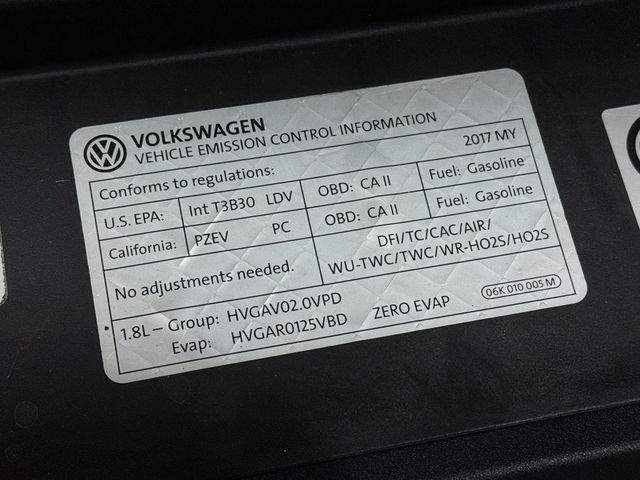 VOLKSWAGEN
VEHICLE EMISSION CONTROL INFORMATION
Conforms to regulations: 2017 MY
U.S. EPA: Int T3B30 LDV OBD: CA II Fuel: Gasoline
California: PZEV PC OBD: CA II Fuel: Gasoline
No adjustments needed. DFI/TC/CAC/AIR/
WU-TWC/TWC/WR-HO2S/HO2S
1.8L – Group: HVGAV02.0VPD
Evap: HVGAR0125VBD ZERO EVAP 06K 010 005 M